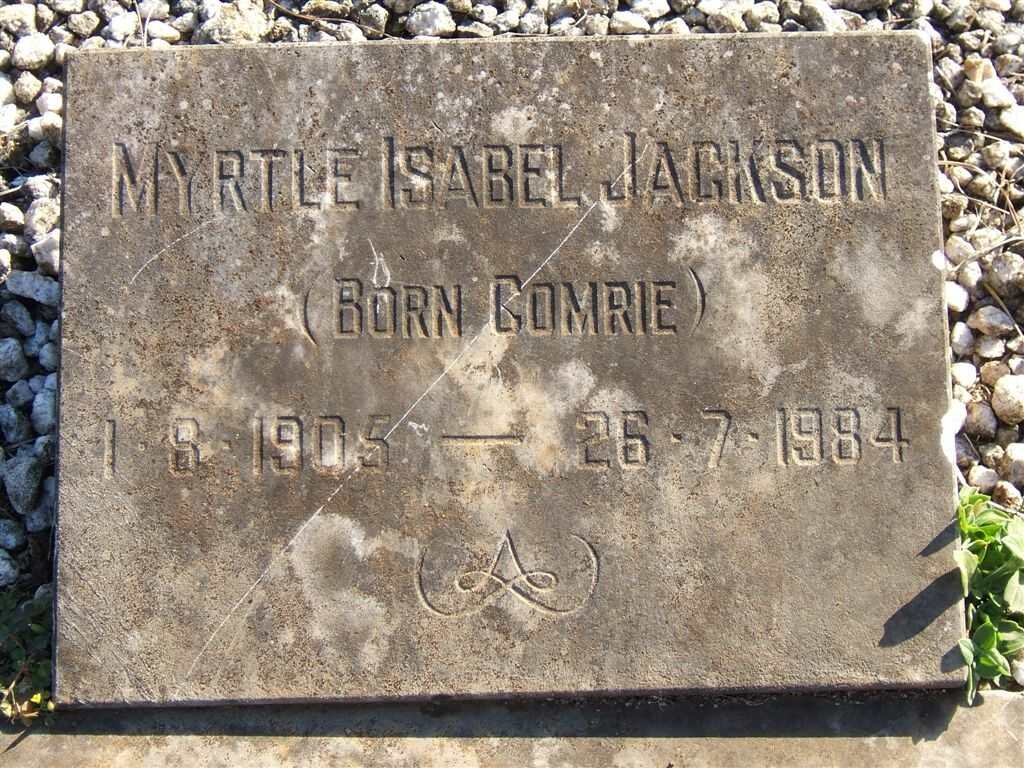 MYRTLE ISABEL JACKSON
(BORN COMRIE)
1·8·1905 — 26·7·1984